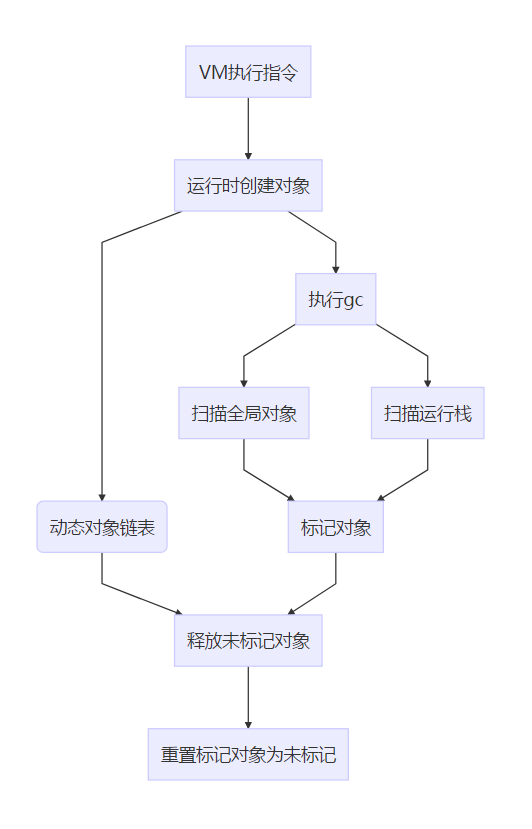 VM执行指令
运行时创建对象
执行gc
扫描全局对象
扫描运行栈
动态对象链表
标记对象
释放未标记对象
重置标记对象为未标记